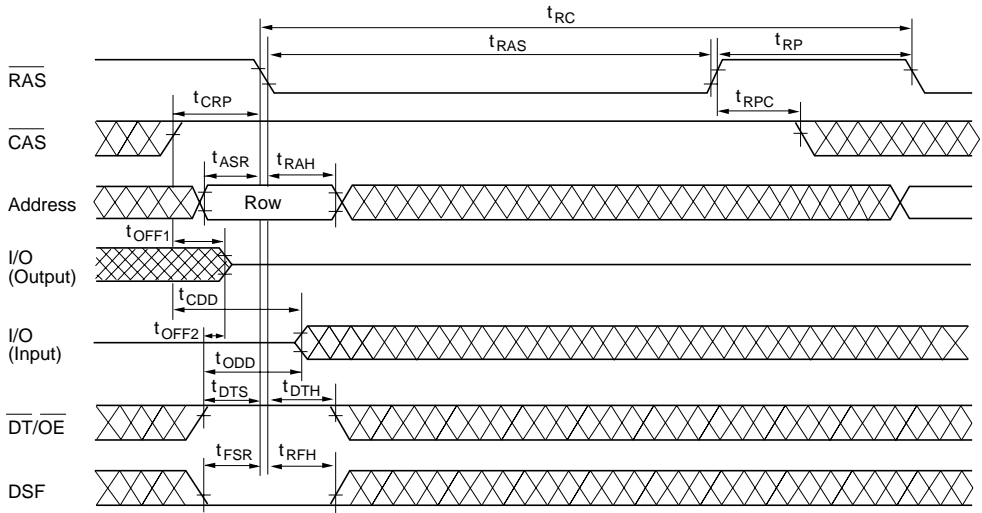 tRC
tRAS
tRP
RAS
tCRP
tRPC
CAS
tASR
tRAH
Address
Row
tOFF1
I/O
(Output)
tCDD
tOFF2
I/O
(Input)
tODD
tDTS
tDTH
DT/OE
tFSR
tRFH
DSF